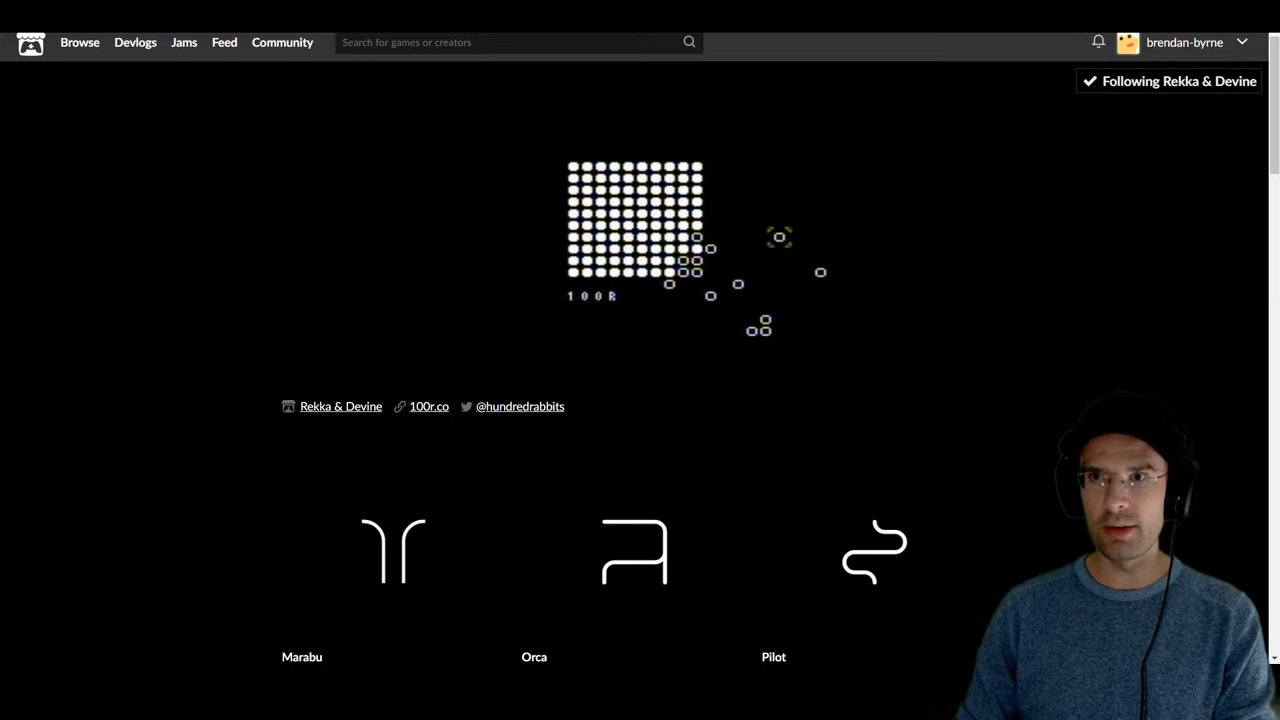 Browse Devlogs Jams Feed Community Search for games or creators brendan-byrne
Following Rekka & Devine
100R
Rekka & Devine 100r.co @hundredrabbits
Marabu Orca Pilot